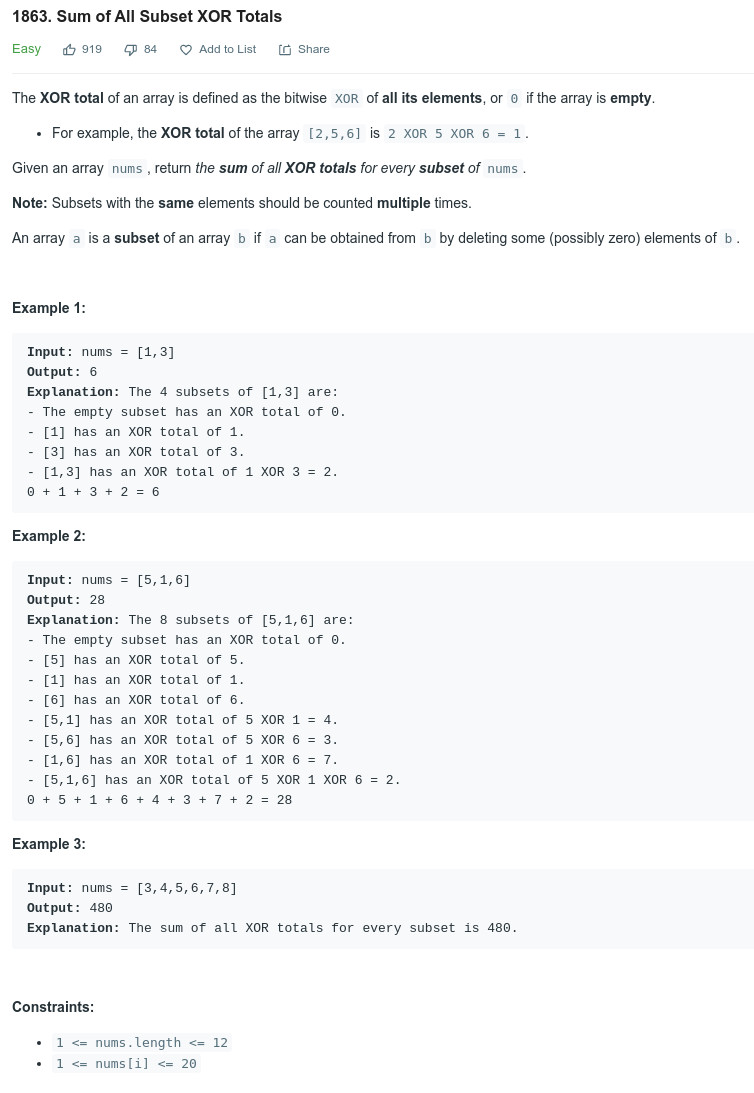 1863. Sum of All Subset XOR Totals
Easy 919 84 Add to List Share
The XOR total of an array is defined as the bitwise XOR of all its elements, or 0 if the array is empty.
• For example, the XOR total of the array [2,5,6] is 2 XOR 5 XOR 6 = 1.
Given an array nums, return the sum of all XOR totals for every subset of nums.
Note: Subsets with the same elements should be counted multiple times.
An array a is a subset of an array b if a can be obtained from b by deleting some (possibly zero) elements of b.
Example 1:
Input: nums = [1,3]
Output: 6
Explanation: The 4 subsets of [1,3] are:
- The empty subset has an XOR total of 0.
- [1] has an XOR total of 1.
- [3] has an XOR total of 3.
- [1,3] has an XOR total of 1 XOR 3 = 2.
0 + 1 + 3 + 2 = 6
Example 2:
Input: nums = [5,1,6]
Output: 28
Explanation: The 8 subsets of [5,1,6] are:
- The empty subset has an XOR total of 0.
- [5] has an XOR total of 5.
- [1] has an XOR total of 1.
- [6] has an XOR total of 6.
- [5,1] has an XOR total of 5 XOR 1 = 4.
- [5,6] has an XOR total of 5 XOR 6 = 3.
- [1,6] has an XOR total of 1 XOR 6 = 7.
- [5,1,6] has an XOR total of 5 XOR 1 XOR 6 = 2.
0 + 5 + 1 + 6 + 4 + 3 + 7 + 2 = 28
Example 3:
Input: nums = [3,4,5,6,7,8]
Output: 480
Explanation: The sum of all XOR totals for every subset is 480.
Constraints:
• 1 <= nums.length <= 12
• 1 <= nums[i] <= 20